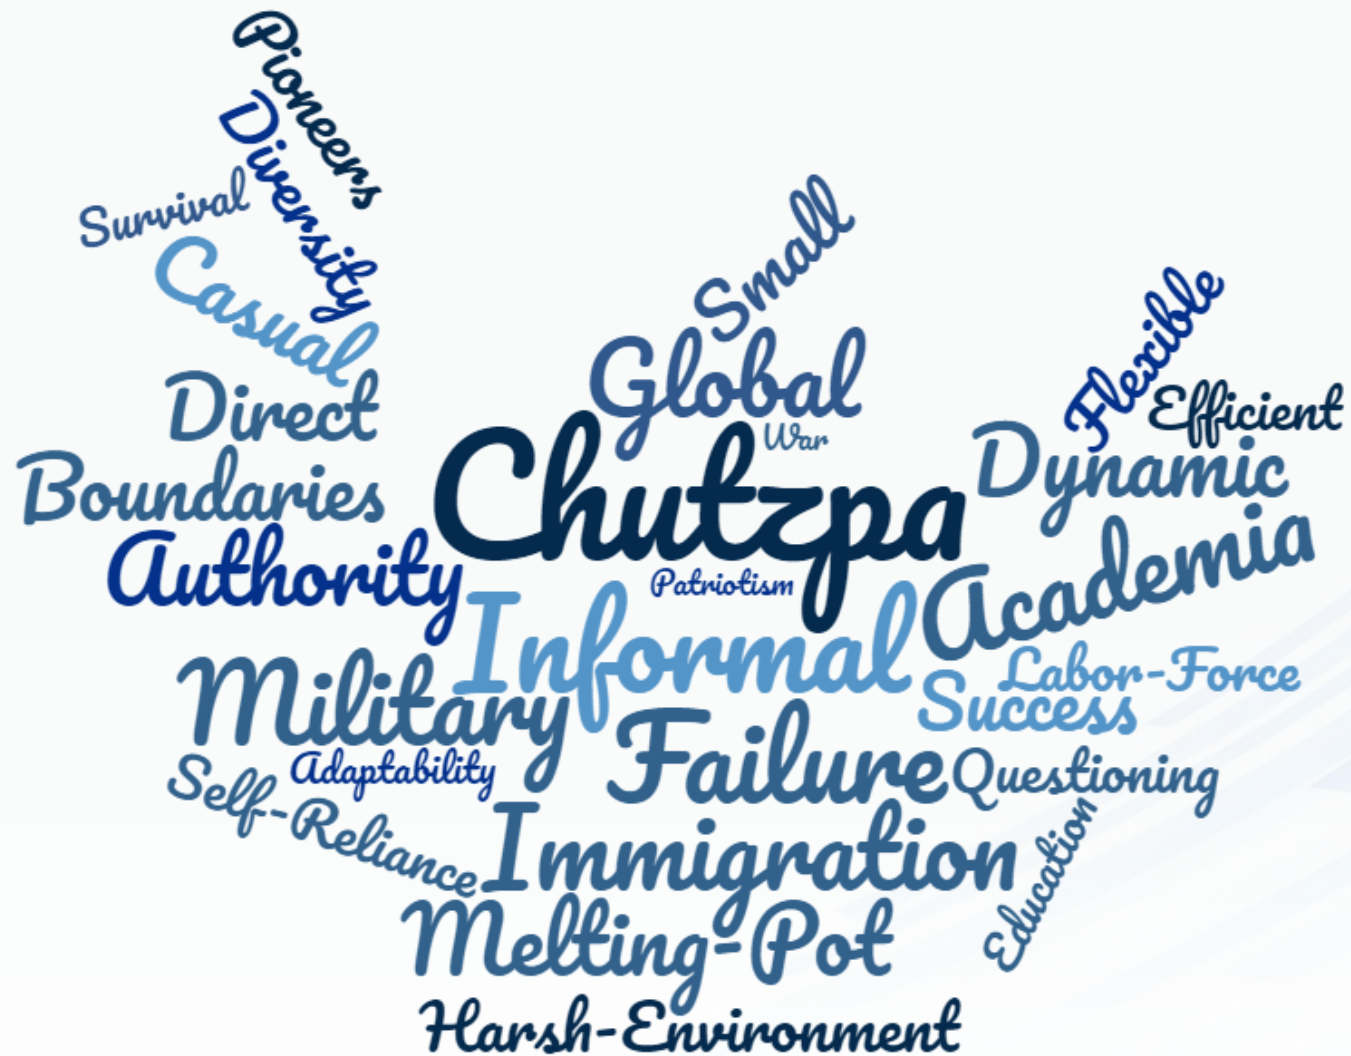 Pioneers
Diversity
Survival
Casual
Small
Flexible
Global
Efficient
Direct
War
Dynamic
Boundaries
Chutzpa
Authority
Patriotism
Academia
Informal
Labor-Force
Military
Success
Failure
Adaptability
Questioning
Self-Reliance
Immigration
Education
Melting-Pot
Harsh-Environment